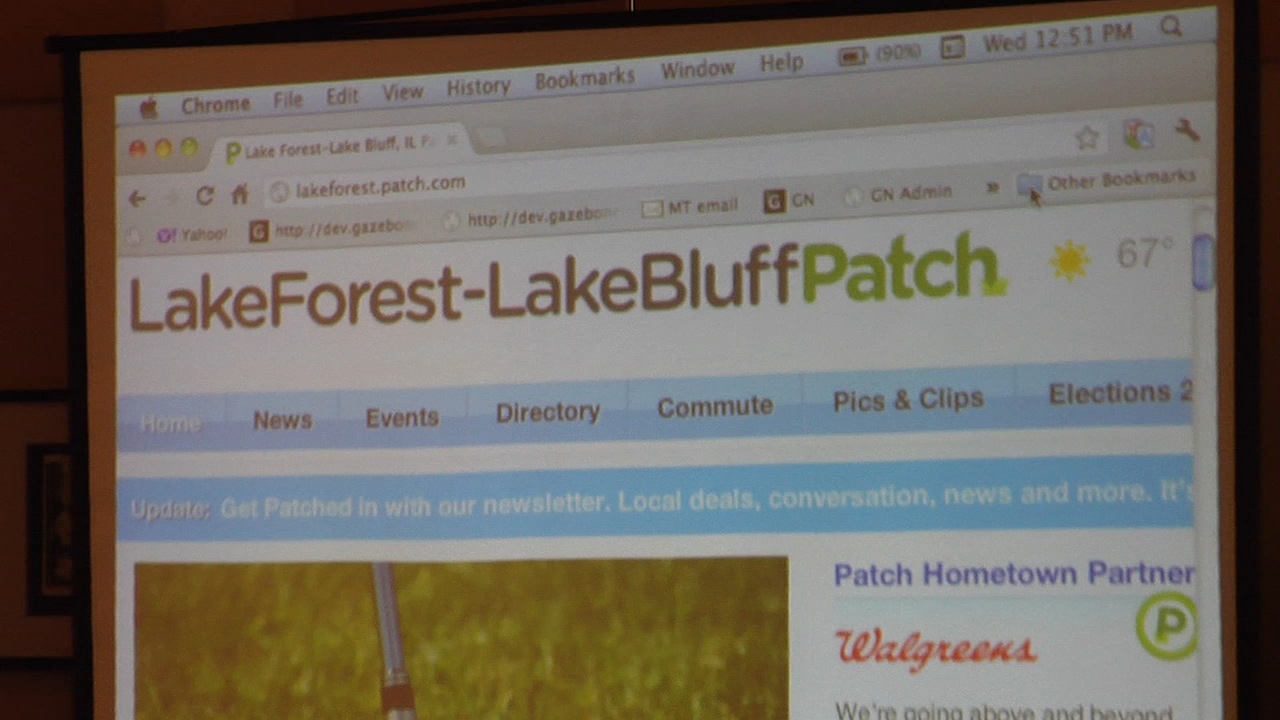 Chrome File Edit View History Bookmarks Window Help (90%) Wed 12:51 PM
Lake Forest-Lake Bluff, IL P
lakeforest.patch.com
Yahoo! G http://dev.gazebo http://dev.gazebo MT email G GN GN Admin » Other Bookmarks
LakeForest-LakeBluffPatch 67°
Home News Events Directory Commute Pics & Clips Elections 2
Update: Get Patched in with our newsletter. Local deals, conversation, news and more. It's
Patch Hometown Partner
P
Walgreens
We're going above and beyond